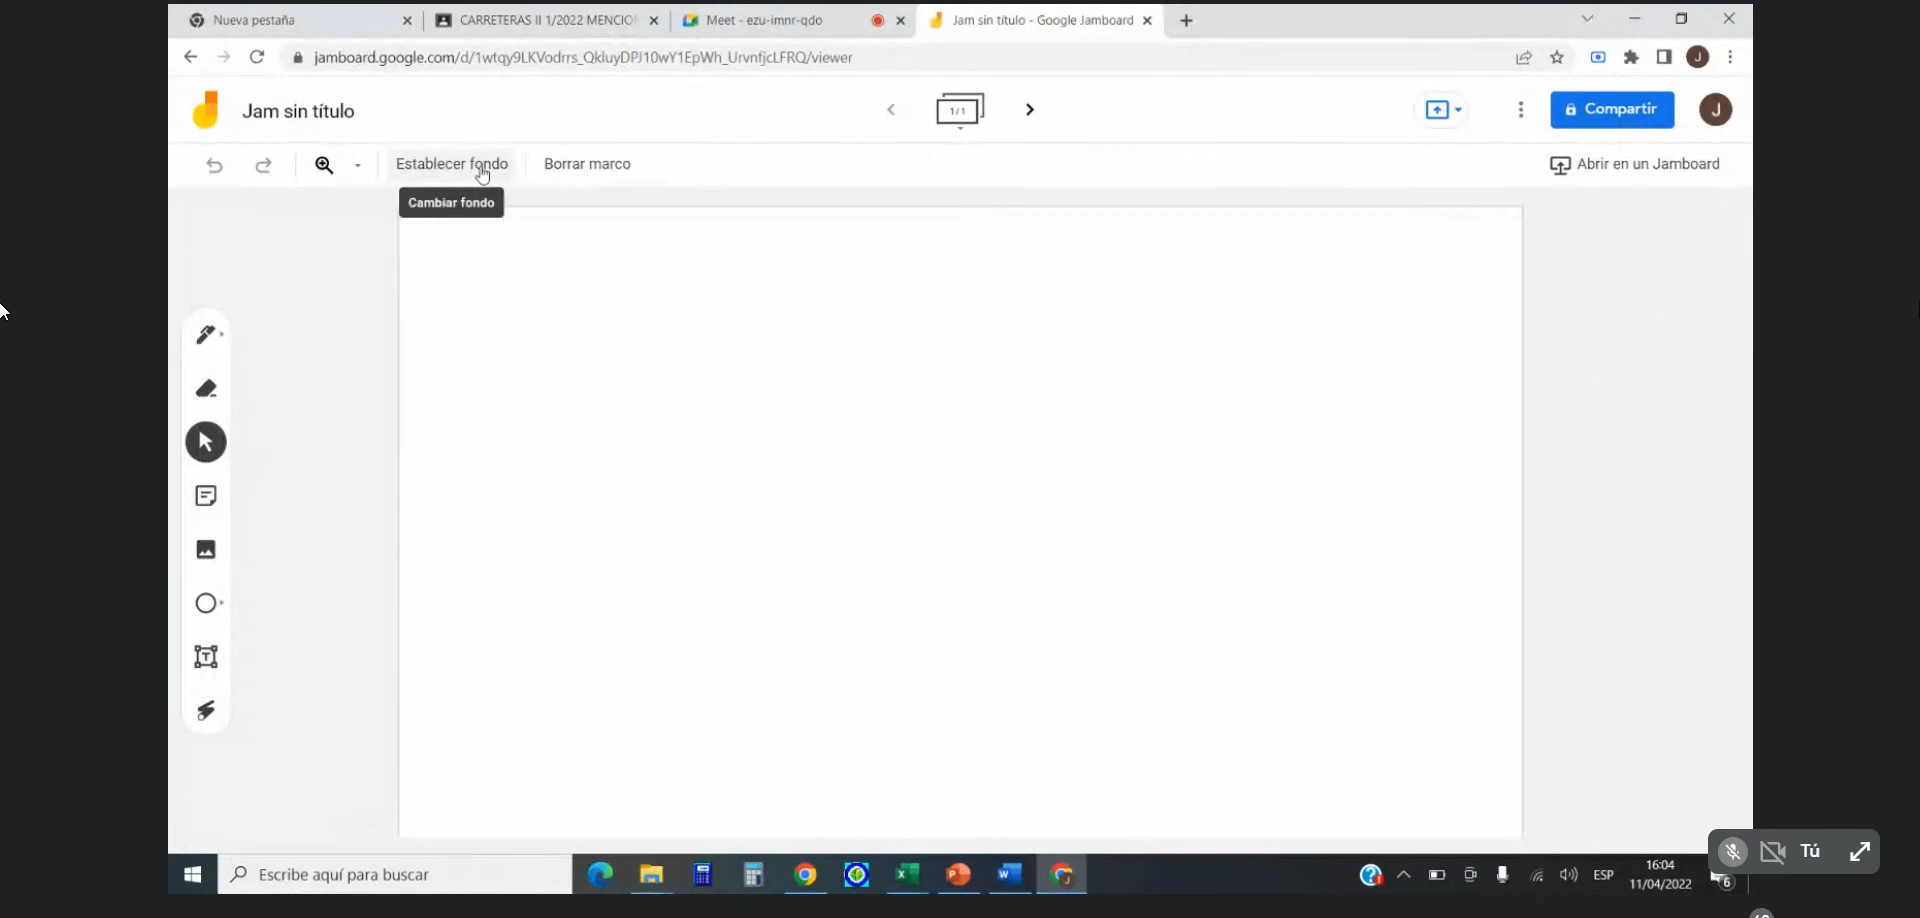 Nueva pestaña
CARRETERAS II 1/2022 MENCIO
Meet - ezu-imnr-qdo
Jam sin título - Google Jamboard
jamboard.google.com/d/1wtqy9LKVodrrs_QkluyDPJ10wY1EpWh_UrvnfjcLFRQ/viewer
J
Jam sin título
1/1
Compartir
J
Establecer fondo
Borrar marco
Abrir en un Jamboard
Cambiar fondo
Tú
Escribe aquí para buscar
ESP
16:04
11/04/2022
6